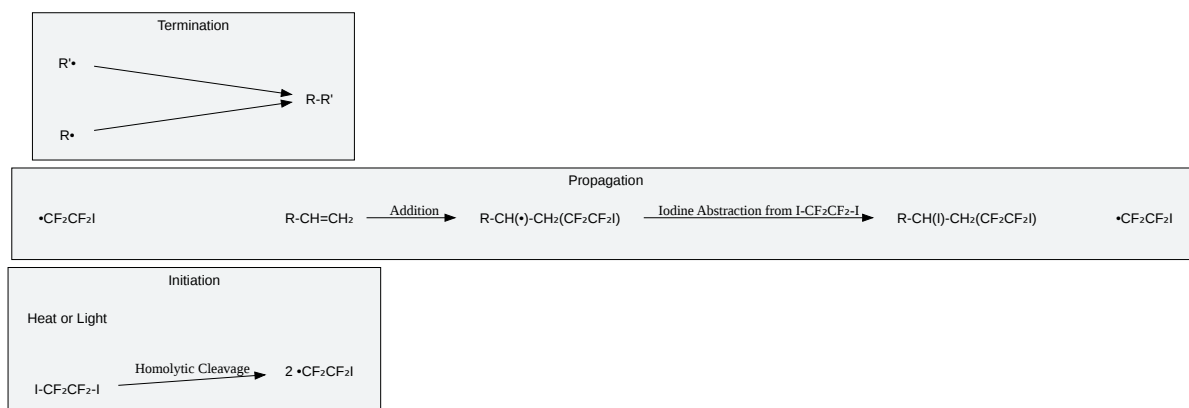 Termination
R'•
R-R'
R•
Propagation
•CF₂CF₂I
R-CH=CH₂
Addition
R-CH(•)-CH₂(CF₂CF₂I)
Iodine Abstraction from I-CF₂CF₂-I
R-CH(I)-CH₂(CF₂CF₂I)
•CF₂CF₂I
Initiation
Heat or Light
I-CF₂CF₂-I
Homolytic Cleavage
2 •CF₂CF₂I